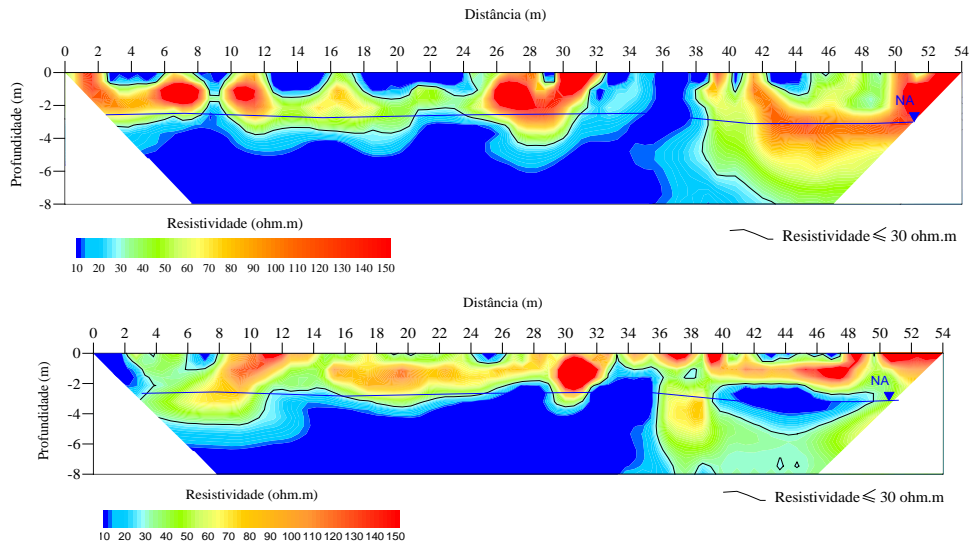 Distância (m)
0 2 4 6 8 10 12 14 16 18 20 22 24 26 28 30 32 34 36 38 40 42 44 46 48 50 52 54
Profundidade (m)
0
-2
-4
-6
-8
NA
Resistividade (ohm.m)
10 20 30 40 50 60 70 80 90 100 110 120 130 140 150
Resistividade ≤ 30 ohm.m
Distância (m)
0 2 4 6 8 10 12 14 16 18 20 22 24 26 28 30 32 34 36 38 40 42 44 46 48 50 52 54
Profundidade (m)
0
-2
-4
-6
-8
NA
Resistividade (ohm.m)
10 20 30 40 50 60 70 80 90 100 110 120 130 140 150
Resistividade ≤ 30 ohm.m